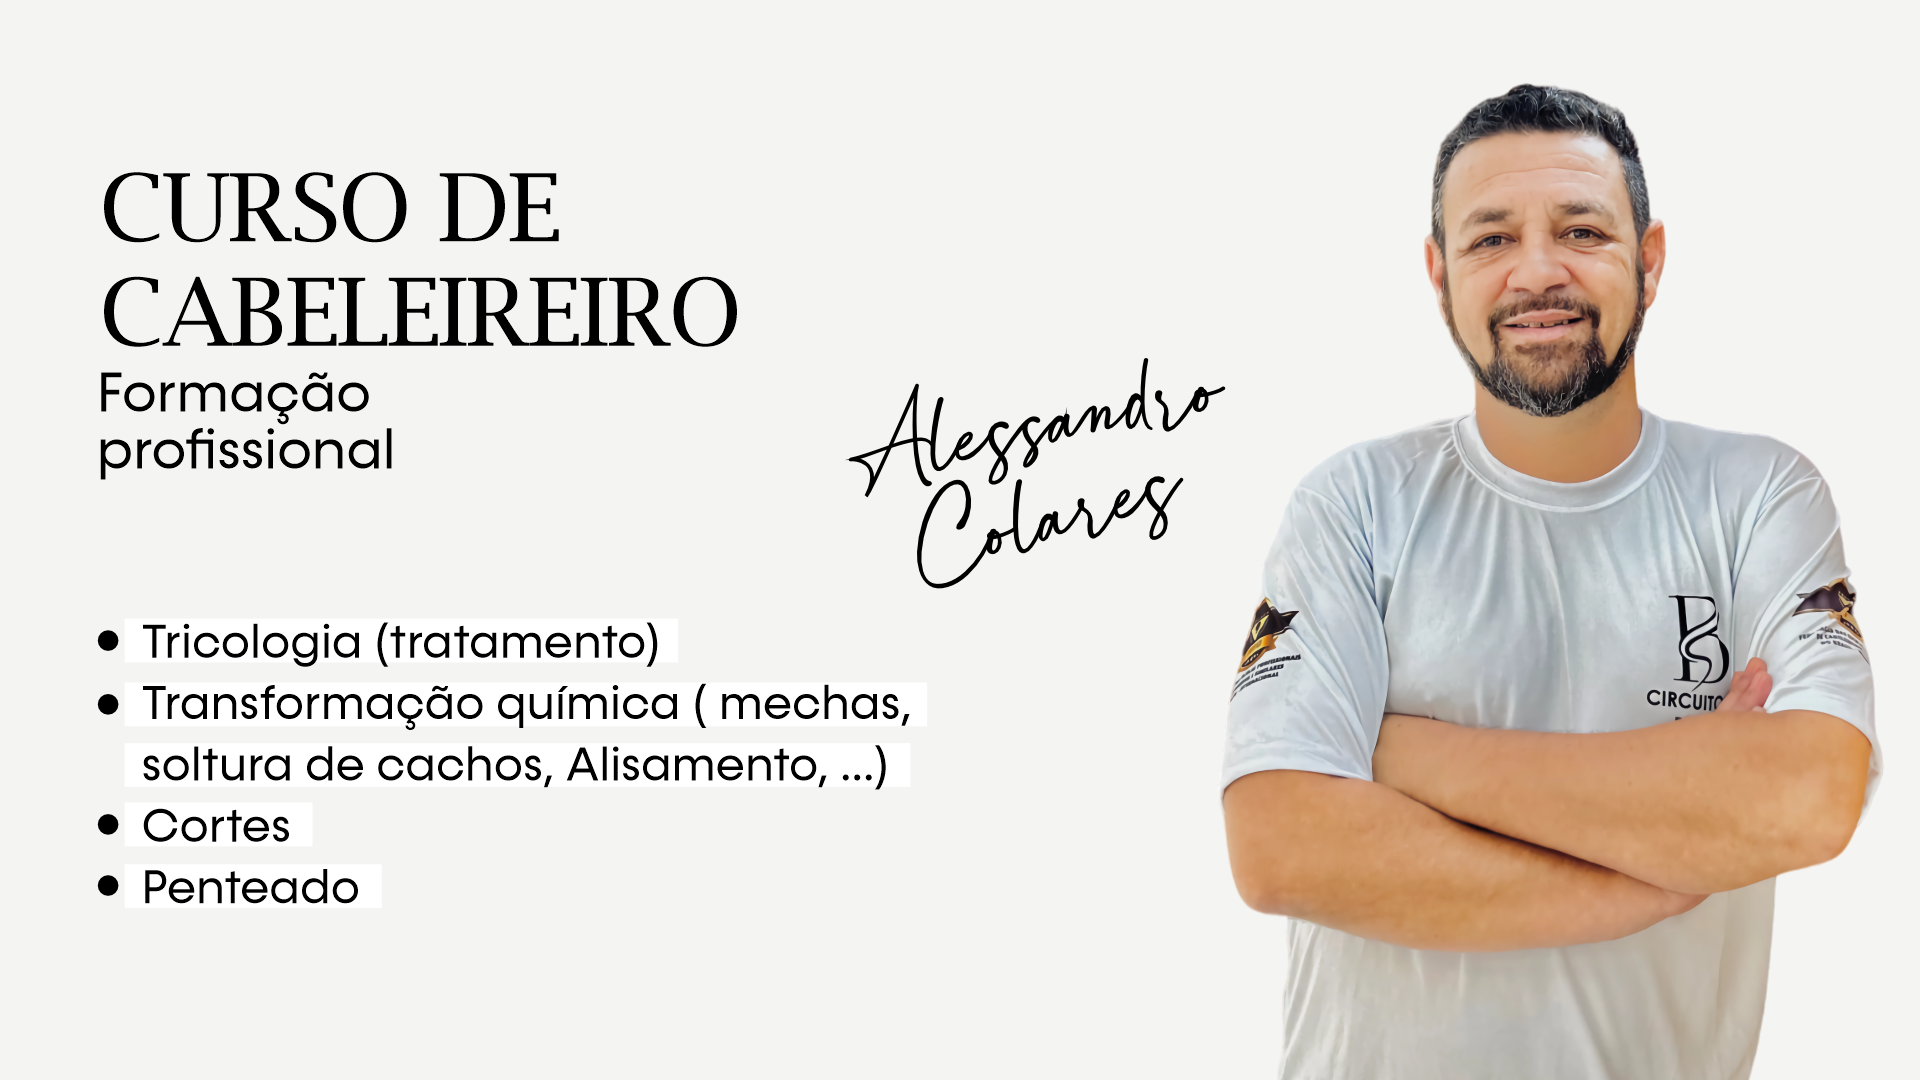 CURSO DE
CABELEIREIRO
Formação
profissional
Alessandro
Colares
• Tricologia (tratamento)
• Transformação química ( mechas,
soltura de cachos, Alisamento, ...)
• Cortes
• Penteado
B
CIRCUITO